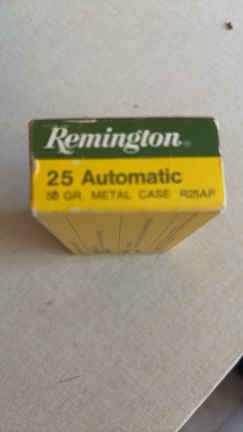 Remington®
25 Automatic
50 GR. METAL CASE R25AP